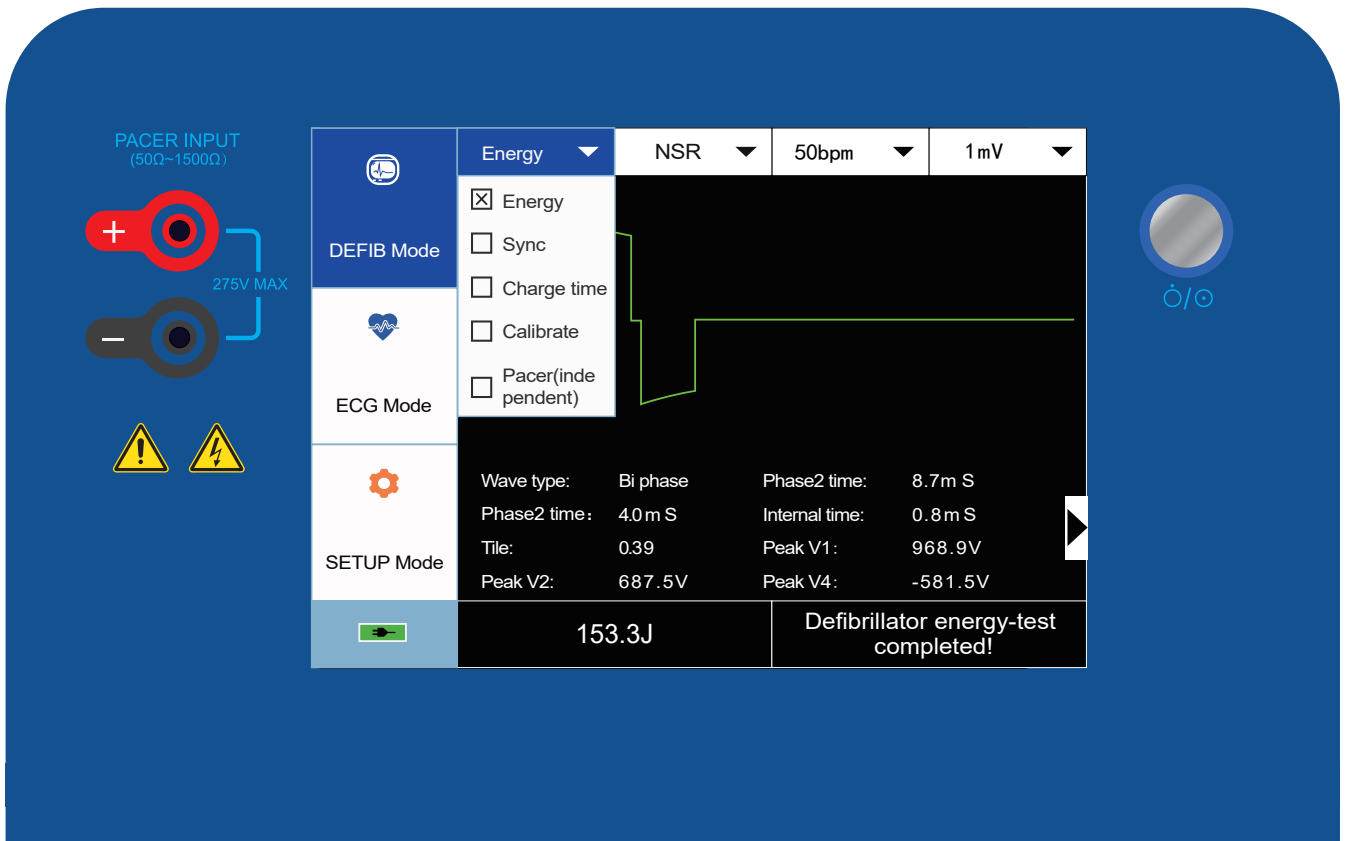 PACER INPUT
(50Ω~1500Ω)
+
275V MAX
−
DEFIB Mode
ECG Mode
SETUP Mode
Energy
NSR
50bpm
1mV
Energy
Sync
Charge time
Calibrate
Pacer(inde
pendent)
Wave type: Bi phase Phase2 time: 8.7m S
Phase2 time: 4.0m S Internal time: 0.8m S
Tile: 0.39 Peak V1: 968.9V
Peak V2: 687.5V Peak V4: -581.5V
153.3J
Defibrillator energy-test
completed!